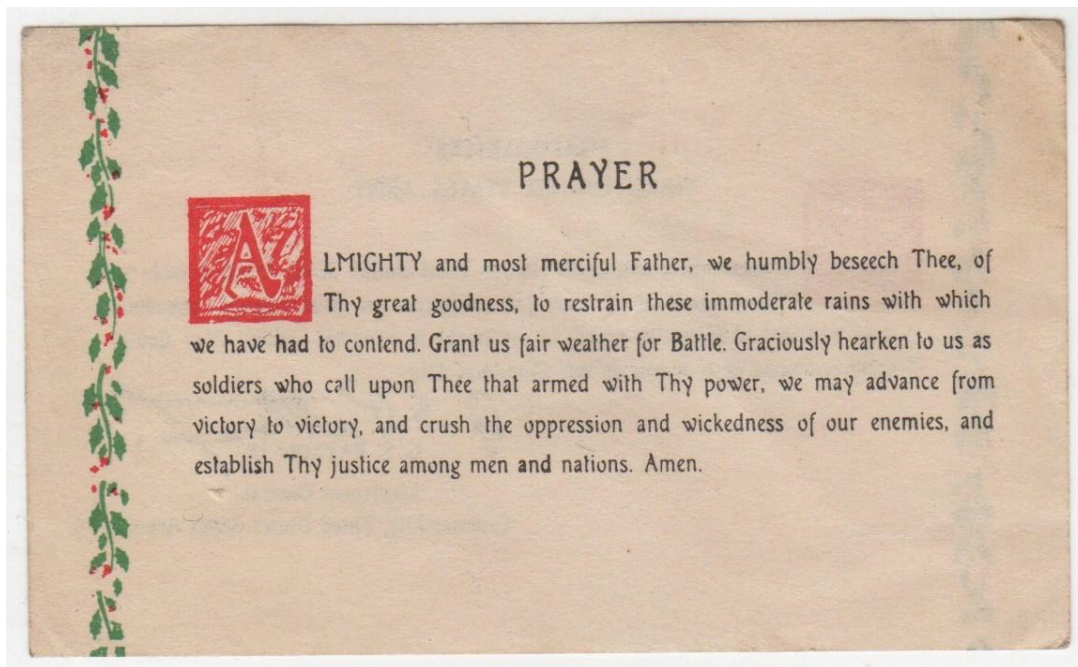 PRAYER
ALMIGHTY and most merciful Father, we humbly beseech Thee, of
Thy great goodness, to restrain these immoderate rains with which
we have had to contend. Grant us fair weather for Battle. Graciously hearken to us as
soldiers who call upon Thee that armed with Thy power, we may advance from
victory to victory, and crush the oppression and wickedness of our enemies, and
establish Thy justice among men and nations. Amen.